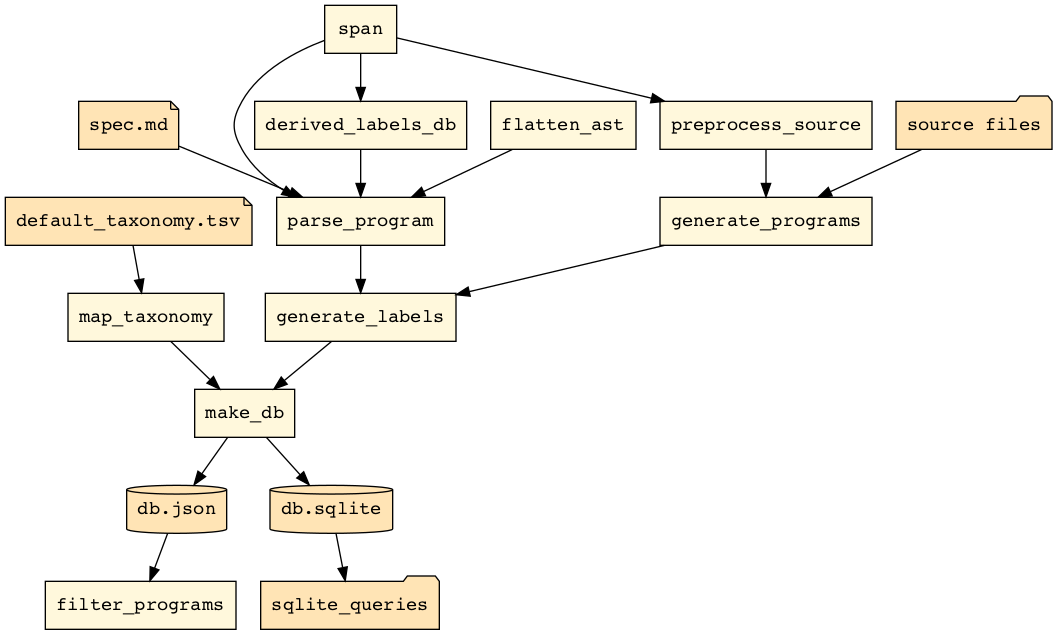 span
spec.md
derived_labels_db
flatten_ast
preprocess_source
source files
default_taxonomy.tsv
parse_program
generate_programs
map_taxonomy
generate_labels
make_db
db.json
db.sqlite
filter_programs
sqlite_queries